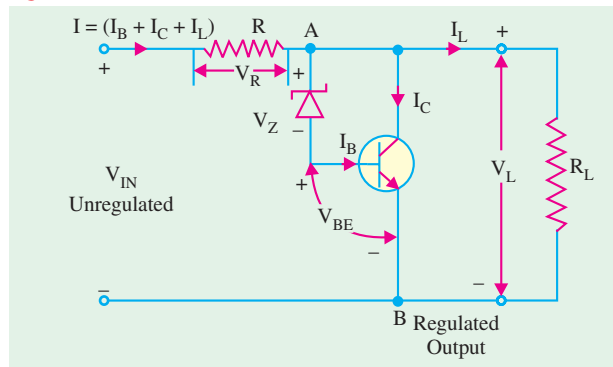 I = (I_B + I_C + I_L) R A I_L +
+ V_R + 
V_Z − I_B I_C
V_IN
Unregulated
+ V_BE −
V_L R_L
− −
B Regulated
Output